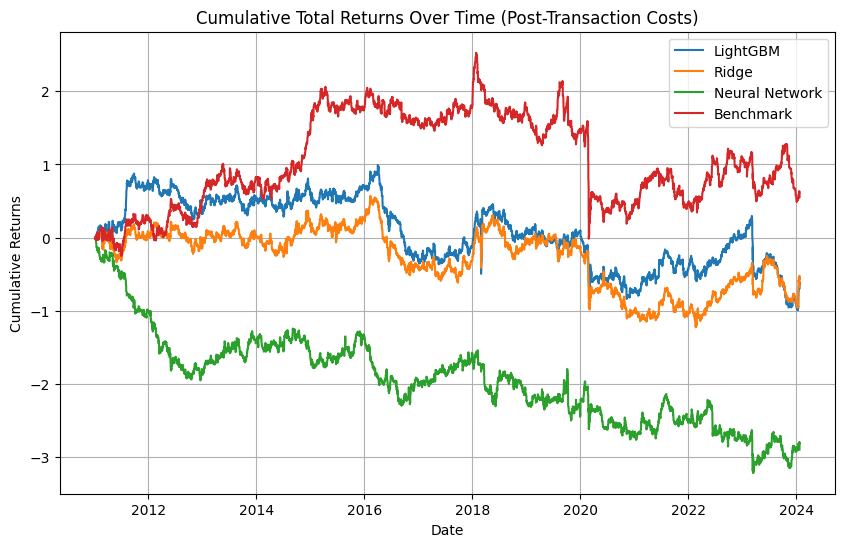 Cumulative Total Returns Over Time (Post-Transaction Costs)
LightGBM
Ridge
Neural Network
Benchmark
Cumulative Returns
2
1
0
−1
−2
−3
2012 2014 2016 2018 2020 2022 2024
Date